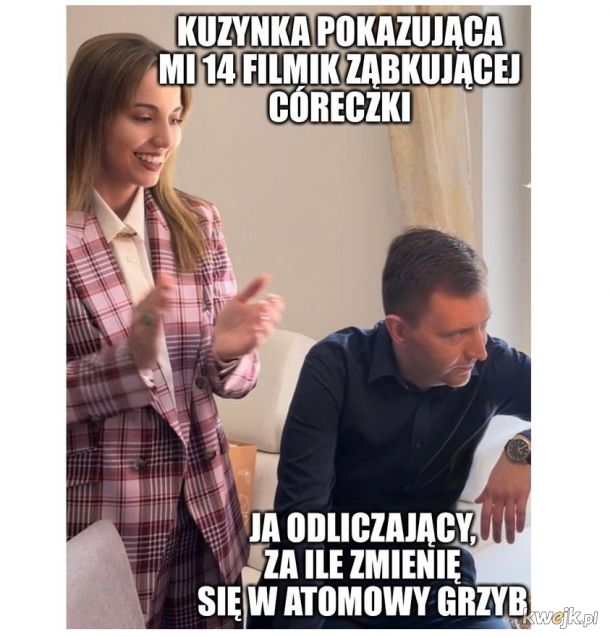 KUZYNKA POKAZUJĄCA
MI 14 FILMIK ZĄBKUJĄCEJ
CÓRECZKI
JA ODLICZAJĄCY,
ZA ILE ZMIENIĘ
SIĘ W ATOMOWY GRZYB
kwejk.pl